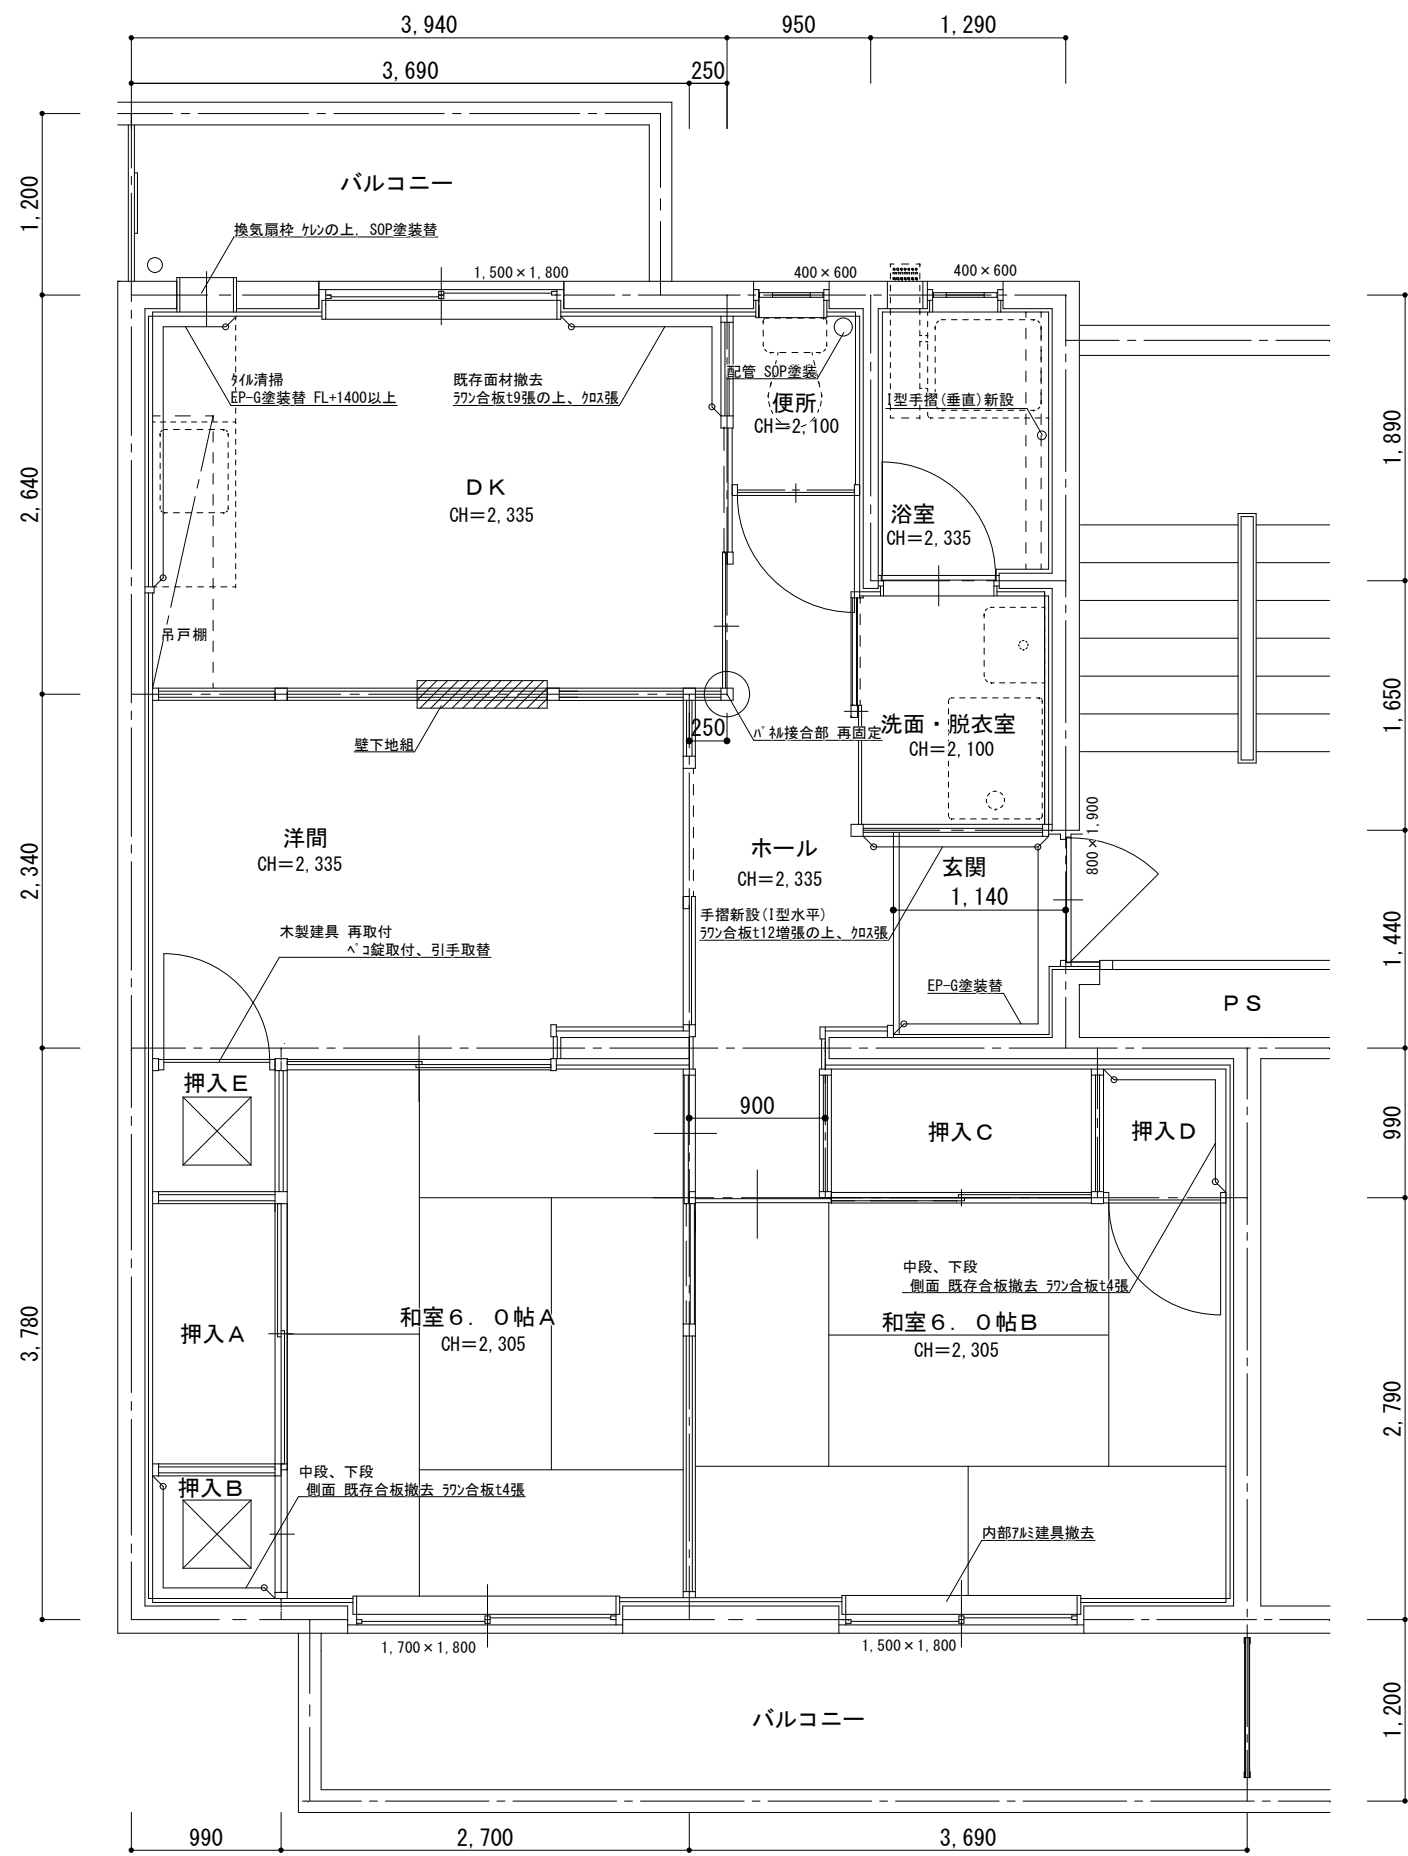 3,940
950
1,290
3,690
250
1,200
バルコニー
換気扇枠 ｹﾚﾝの上, SOP塗装替
1,500×1,800
400×600
400×600
ﾀｲﾙ清掃
EP-G塗装替 FL+1400以上
既存面材撤去
ﾗﾜﾝ合板t9張の上、ｸﾛｽ張
配管 SOP塗装
便所
CH=2,100
I型手摺(垂直)新設
1,890
2,640
DK
CH=2,335
浴室
CH=2,335
吊戸棚
250
ﾊﾟﾈﾙ接合部 再固定
壁下地組
洗面・脱衣室
CH=2,100
1,650
800×1,900
洋間
CH=2,335
ホール
CH=2,335
玄関
1,140
2,340
手摺新設(I型水平)
ﾗﾜﾝ合板t12増張の上、ｸﾛｽ張
1,440
木製建具 再取付
ﾍﾟｺ錠取付、引手取替
EP-G塗装替
PS
押入E
900
押入C
押入D
990
中段、下段
側面 既存合板撤去 ﾗﾜﾝ合板t4張
和室6.0帖A
CH=2,305
和室6.0帖B
CH=2,305
押入A
3,780
2,790
押入B
中段、下段
側面 既存合板撤去 ﾗﾜﾝ合板t4張
内部ｱﾙﾐ建具撤去
1,700×1,800
1,500×1,800
バルコニー
1,200
990
2,700
3,690